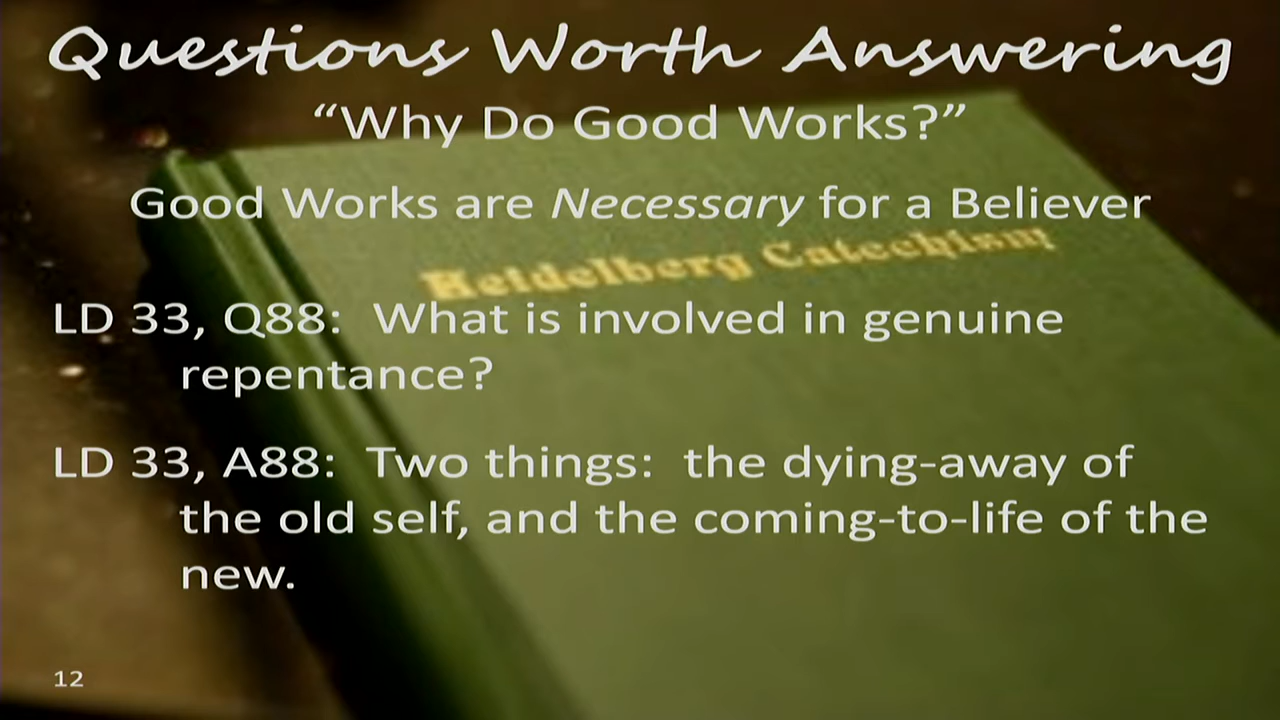 Questions Worth Answering
“Why Do Good Works?”
Good Works are Necessary for a Believer
Heidelberg Catechism
LD 33, Q88:  What is involved in genuine
repentance?
LD 33, A88:  Two things:  the dying-away of
the old self, and the coming-to-life of the
new.
12